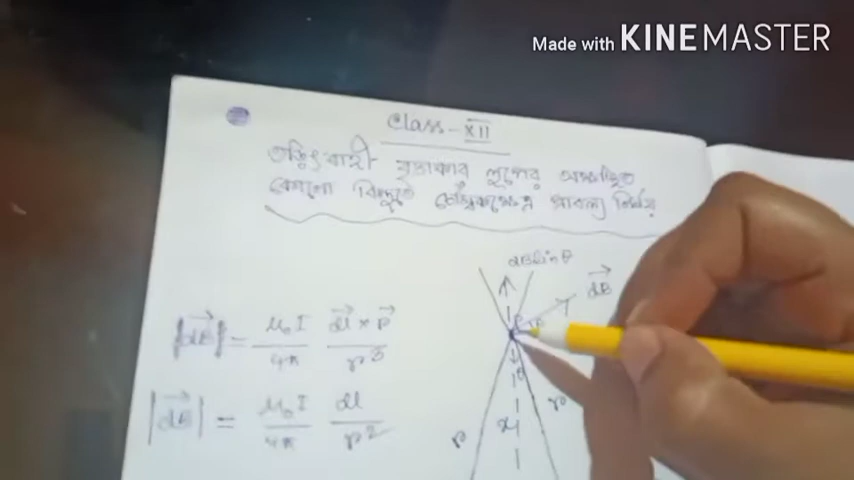 Made with KINEMASTER
Class - XII
তড়িৎবাহী বৃত্তাকার লুপের অক্ষস্থিত
কোনো বিন্দুতে চৌম্বকক্ষেত্র প্রাবল্য নির্ণয়
dB sin θ
dB→
|dB→| = μ₀I/4π dl→ × r→/r³
|dB→| = μ₀I/4π dl/r²
θ
r
r
x